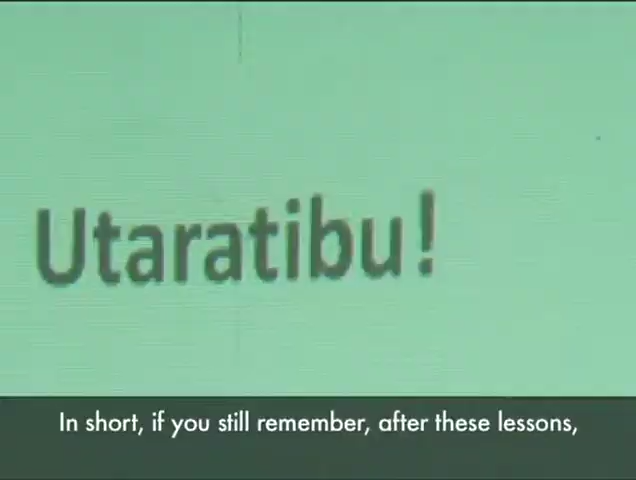 Utaratibu!
In short, if you still remember, after these lessons,